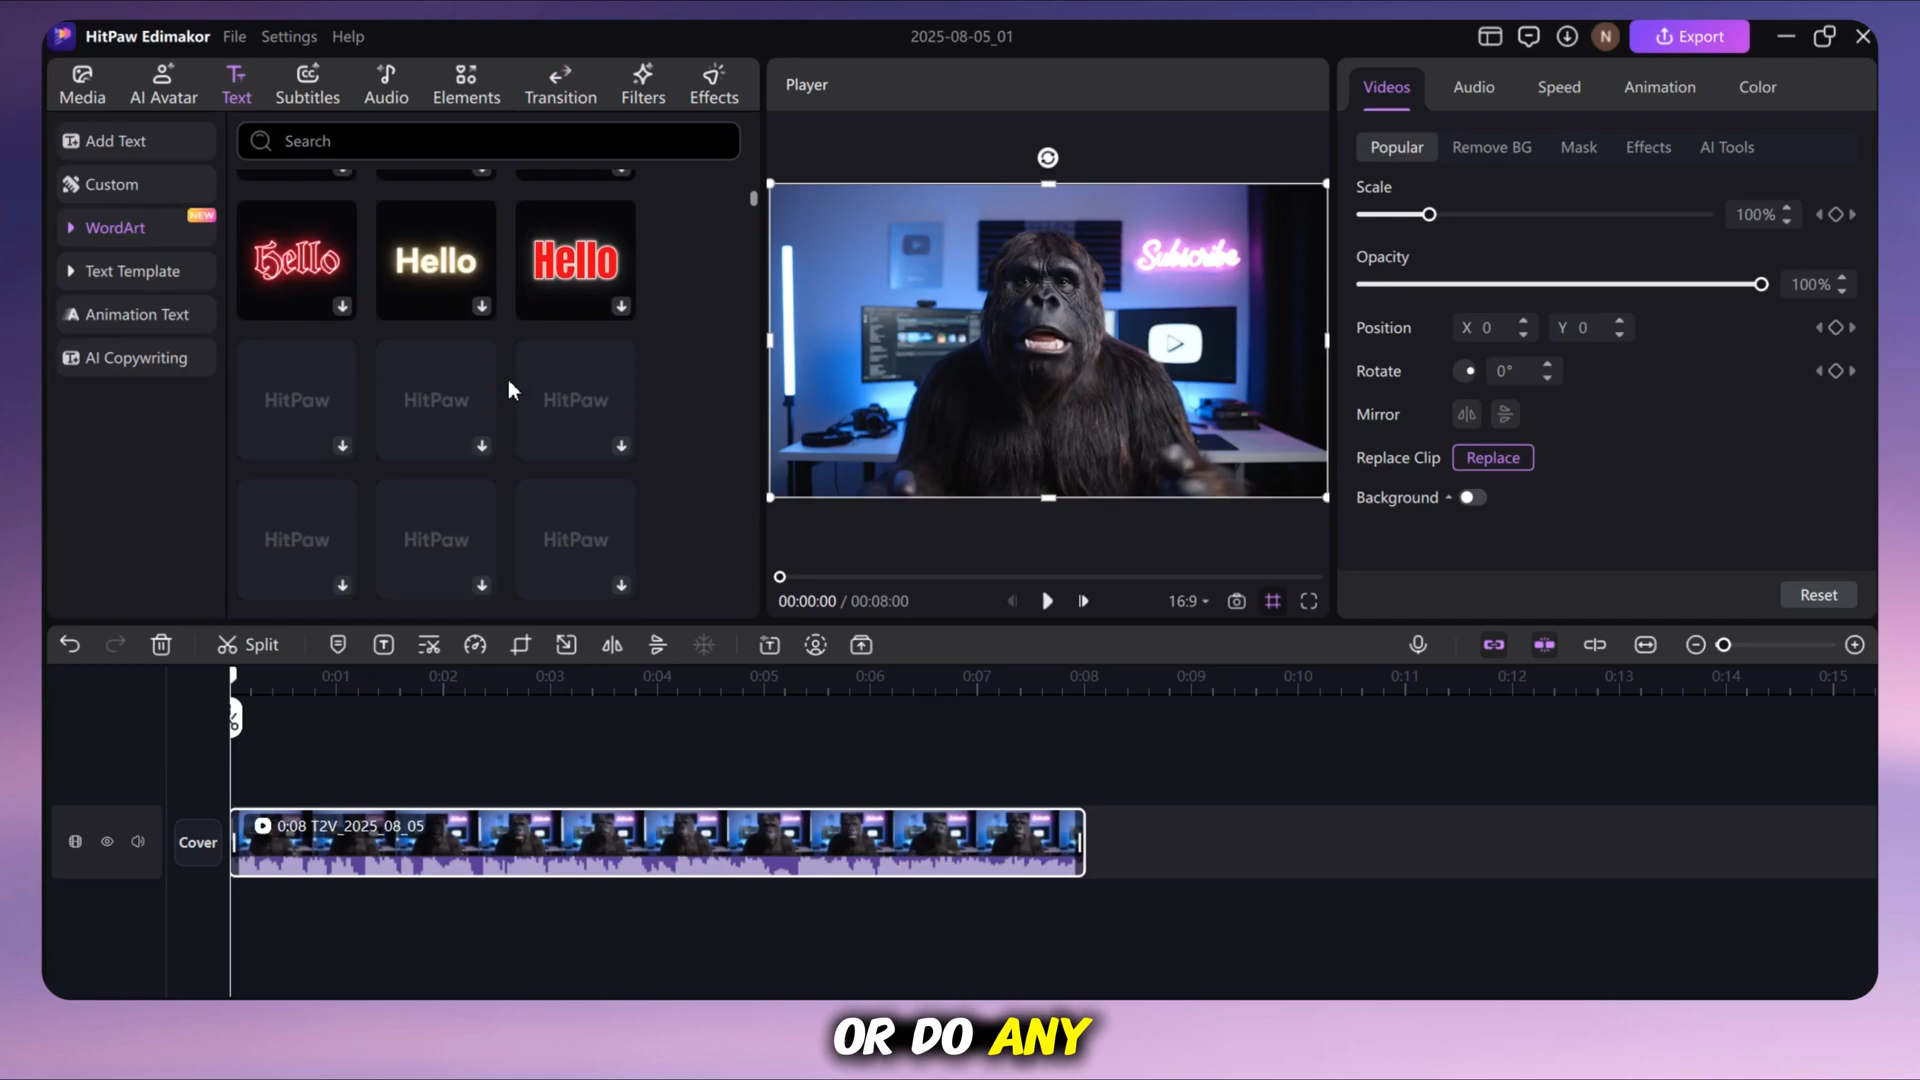 HitPaw Edimakor File Settings Help 2025-08-05_01 N Export
Media AI Avatar Text Subtitles Audio Elements Transition Filters Effects
Add Text
Custom
WordArt NEW
Text Template
Animation Text
AI Copywriting
Search
Hello Hello Hello
HitPaw HitPaw HitPaw
HitPaw HitPaw HitPaw
Player
Subscribe
00:00:00 / 00:08:00 16:9
Videos Audio Speed Animation Color
Popular Remove BG Mask Effects AI Tools
Scale
100%
Opacity
100%
Position X 0 Y 0
Rotate 0°
Mirror
Replace Clip Replace
Background
Reset
Split
0:01 0:02 0:03 0:04 0:05 0:06 0:07 0:08 0:09 0:10 0:11 0:12 0:13 0:14 0:15
Cover
0:08 T2V_2025_08_05
OR DO ANY